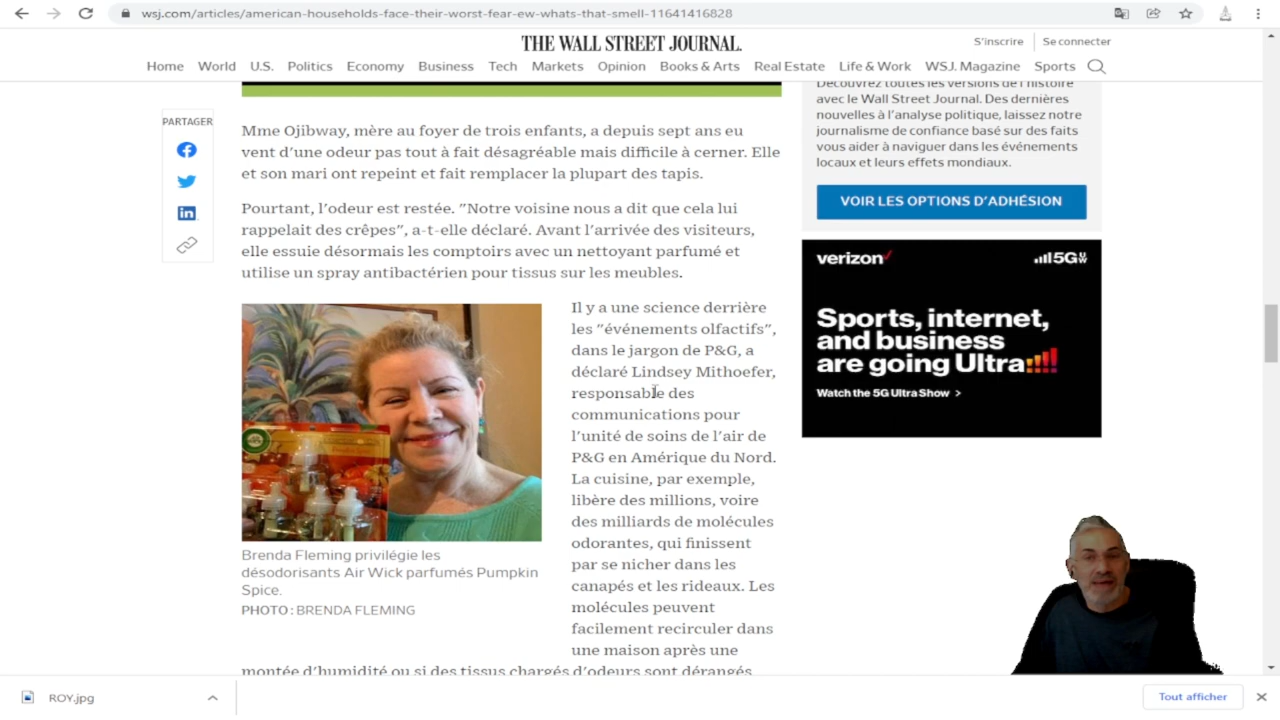 wsj.com/articles/american-households-face-their-worst-fear-ew-whats-that-smell-11641416828
THE WALL STREET JOURNAL.
S'inscrire
Se connecter
Home World U.S. Politics Economy Business Tech Markets Opinion Books & Arts Real Estate Life & Work WSJ. Magazine Sports
PARTAGER
Mme Ojibway, mère au foyer de trois enfants, a depuis sept ans eu
vent d'une odeur pas tout à fait désagréable mais difficile à cerner. Elle
et son mari ont repeint et fait remplacer la plupart des tapis.
Pourtant, l'odeur est restée. "Notre voisine nous a dit que cela lui
rappelait des crêpes", a-t-elle déclaré. Avant l'arrivée des visiteurs,
elle essuie désormais les comptoirs avec un nettoyant parfumé et
utilise un spray antibactérien pour tissus sur les meubles.
Il y a une science derrière
les "événements olfactifs",
dans le jargon de P&G, a
déclaré Lindsey Mithoefer,
responsable des
communications pour
l'unité de soins de l'air de
P&G en Amérique du Nord.
La cuisine, par exemple,
libère des millions, voire
des milliards de molécules
odorantes, qui finissent
par se nicher dans les
canapés et les rideaux. Les
molécules peuvent
facilement recirculer dans
une maison après une
montée d'humidité ou si des tissus chargés d'odeurs sont dérangés
Brenda Fleming privilégie les
désodorisants Air Wick parfumés Pumpkin
Spice.
PHOTO : BRENDA FLEMING
Découvrez toutes les versions de l'histoire
avec le Wall Street Journal. Des dernières
nouvelles à l'analyse politique, laissez notre
journalisme de confiance basé sur des faits
vous aider à naviguer dans les événements
locaux et leurs effets mondiaux.
VOIR LES OPTIONS D'ADHÉSION
verizon
5G UW
Sports, internet,
and business
are going Ultra
Watch the 5G Ultra Show >
ROY.jpg
Tout afficher